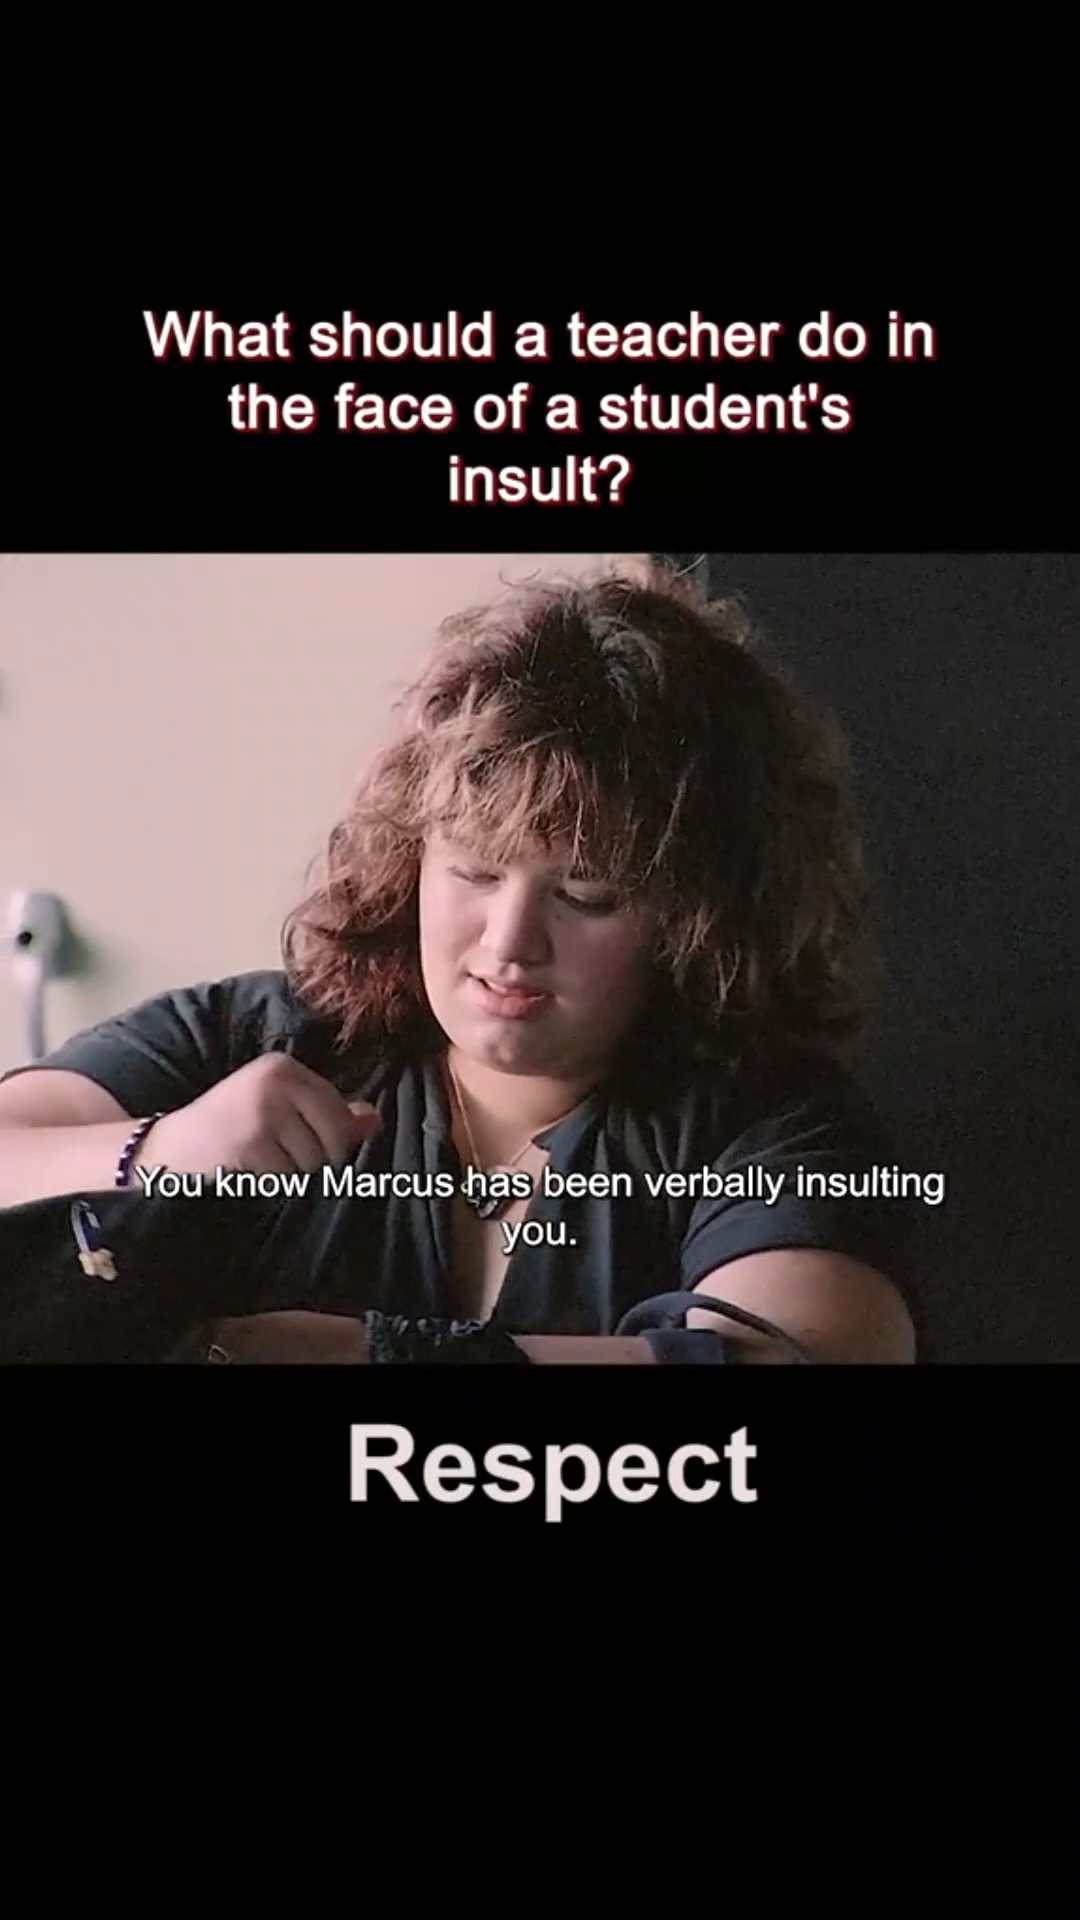 What should a teacher do in
the face of a student's
insult?
You know Marcus has been verbally insulting
you.
Respect